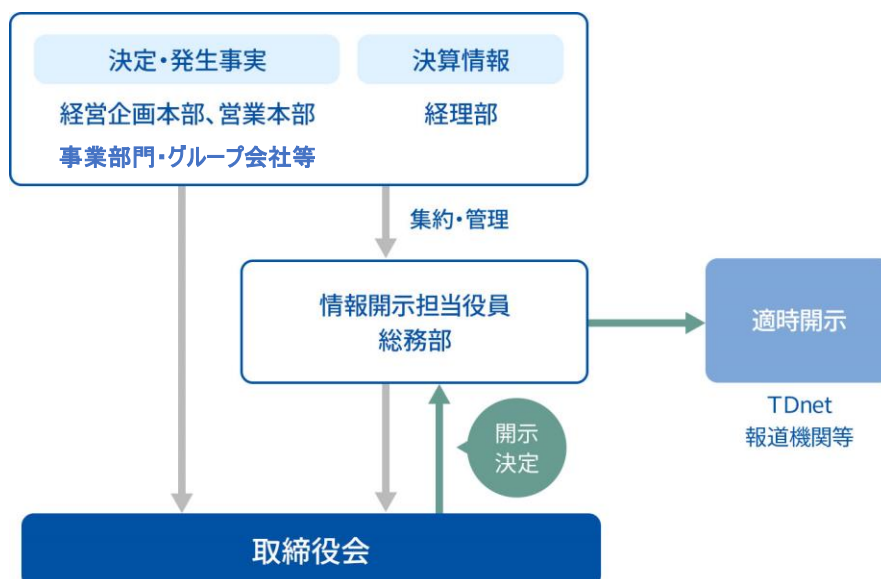 決定・発生事実
決算情報
経営企画本部、営業本部
経理部
事業部門・グループ会社等
集約・管理
情報開示担当役員
総務部
適時開示
TDnet
報道機関等
開示
決定
取締役会